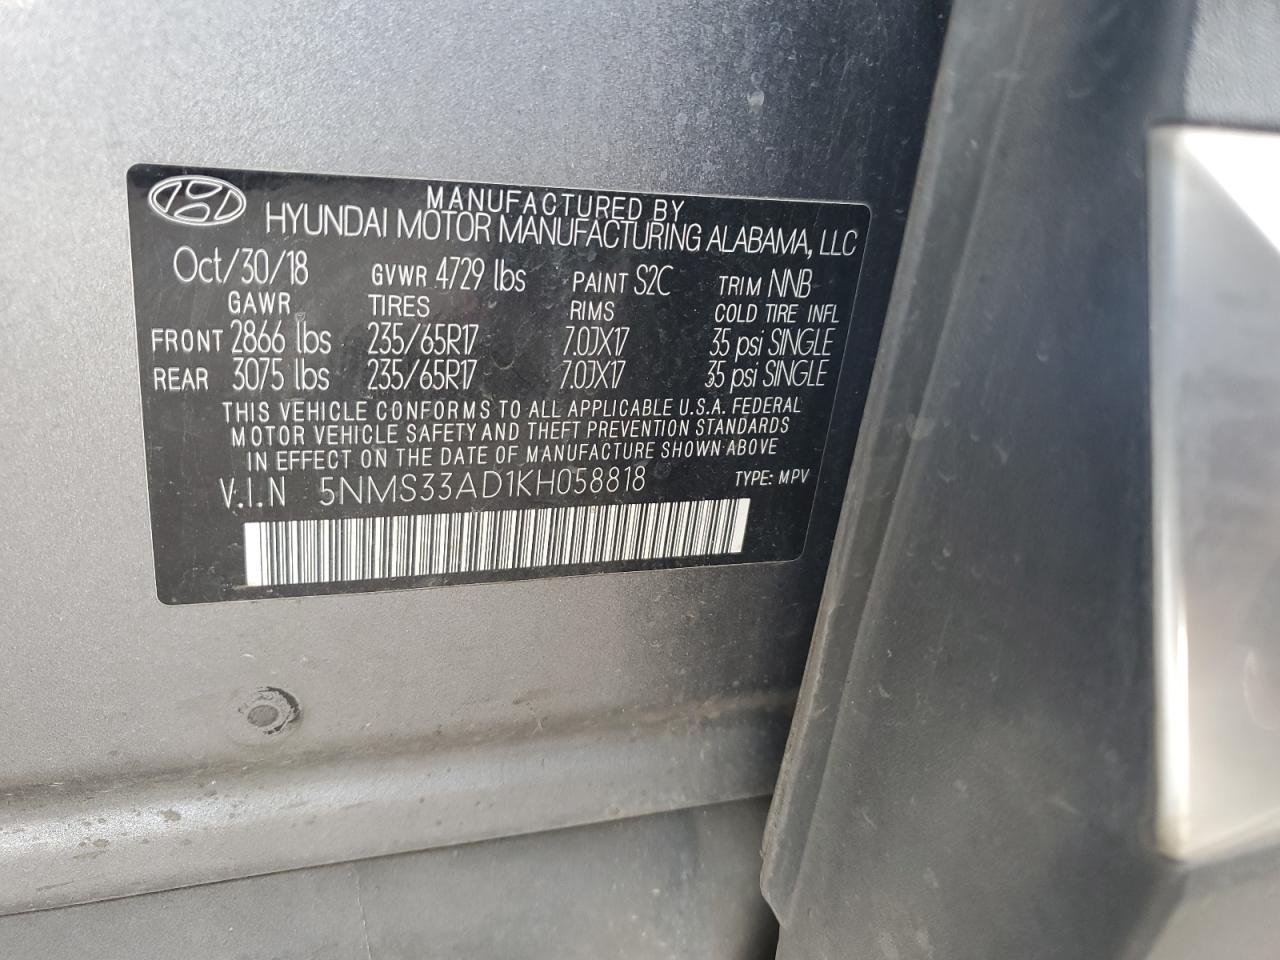 MANUFACTURED BY
HYUNDAI MOTOR MANUFACTURING ALABAMA, LLC
Oct/30/18 GVWR 4729 lbs PAINT S2C TRIM NNB
GAWR TIRES RIMS COLD TIRE INFL
FRONT 2866 lbs 235/65R17 7.0JX17 35 psi SINGLE
REAR 3075 lbs 235/65R17 7.0JX17 35 psi SINGLE
THIS VEHICLE CONFORMS TO ALL APPLICABLE U.S.A. FEDERAL
MOTOR VEHICLE SAFETY AND THEFT PREVENTION STANDARDS
IN EFFECT ON THE DATE OF MANUFACTURE SHOWN ABOVE
V.I.N 5NMS33AD1KH058818 TYPE: MPV